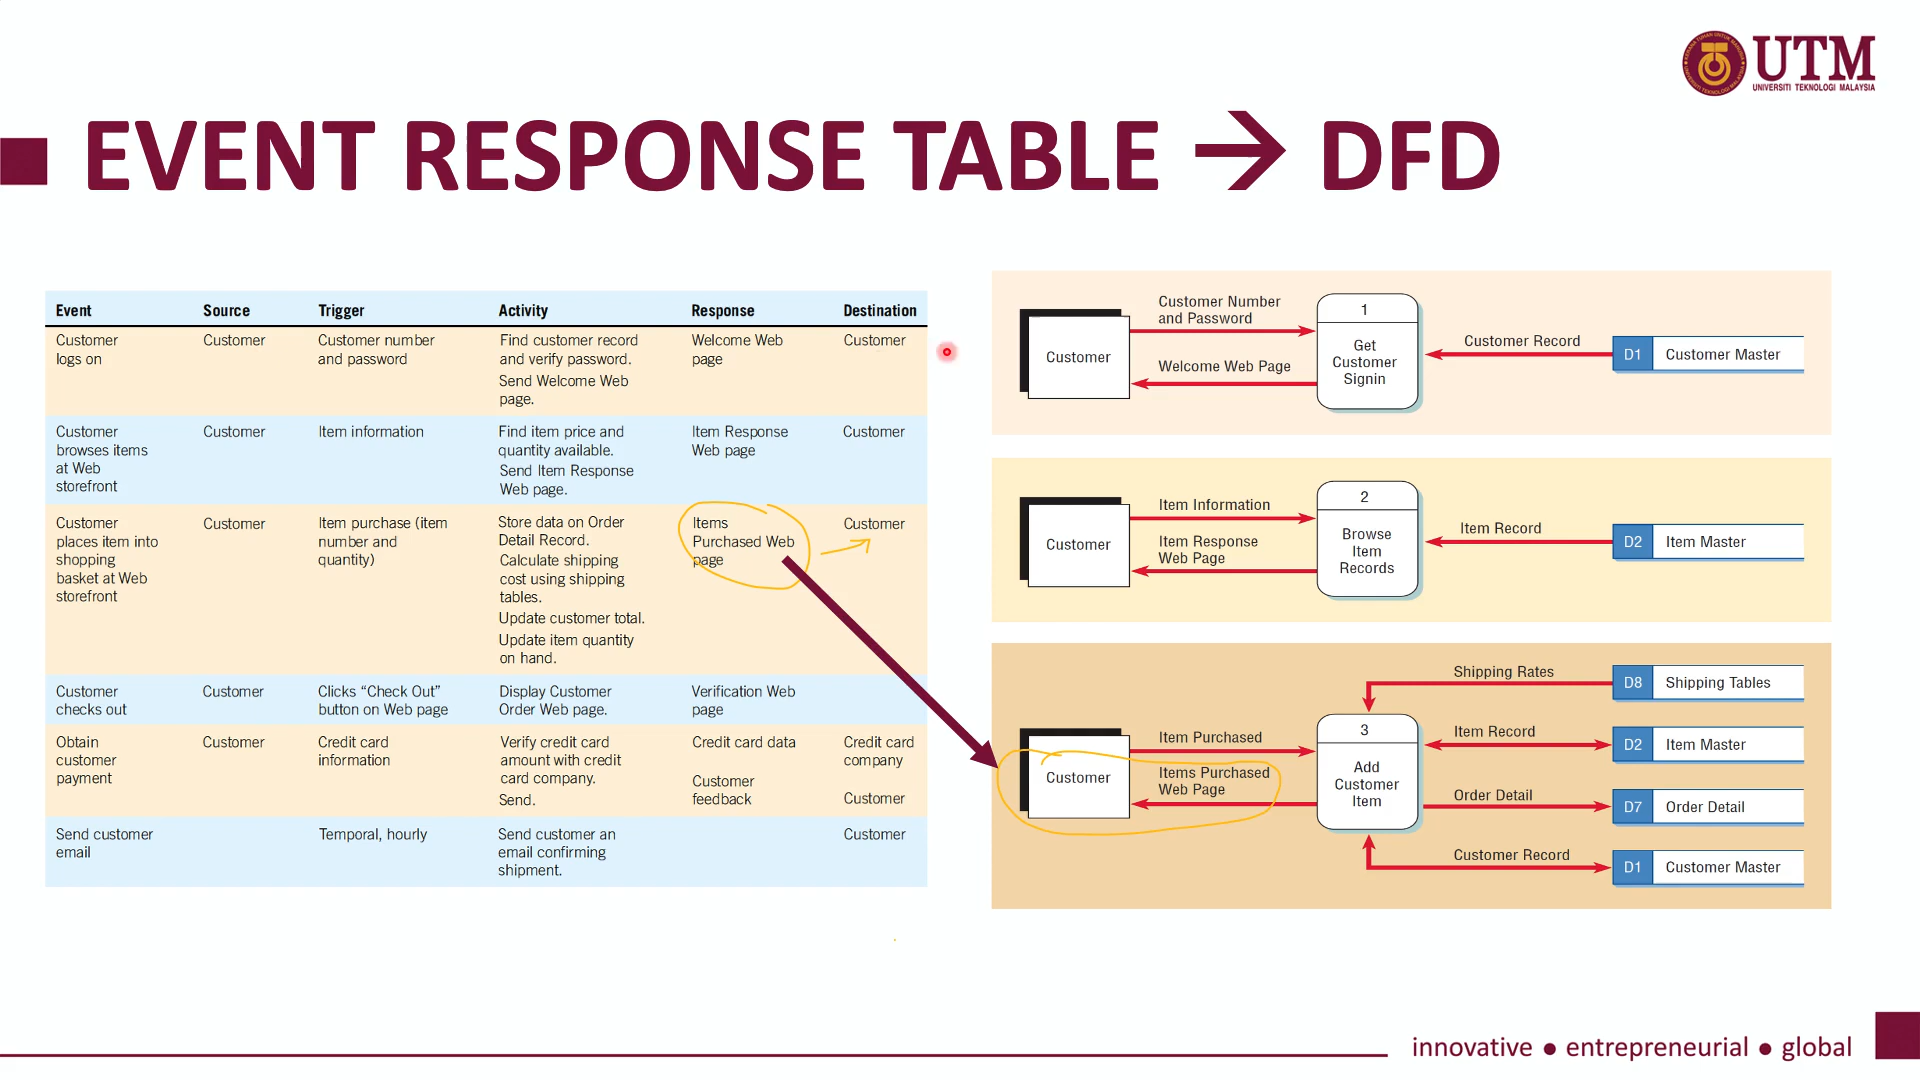 UTM
UNIVERSITI TEKNOLOGI MALAYSIA
EVENT RESPONSE TABLE → DFD
Event Source Trigger Activity Response Destination
Customer
logs on
Customer
Customer number
and password
Find customer record
and verify password.
Send Welcome Web
page.
Welcome Web
page
Customer
Customer
browses items
at Web
storefront
Customer
Item information
Find item price and
quantity available.
Send Item Response
Web page.
Item Response
Web page
Customer
Customer
places item into
shopping
basket at Web
storefront
Customer
Item purchase (item
number and
quantity)
Store data on Order
Detail Record.
Calculate shipping
cost using shipping
tables.
Update customer total.
Update item quantity
on hand.
Items
Purchased Web
page
Customer
Customer
checks out
Customer
Clicks “Check Out”
button on Web page
Display Customer
Order Web page.
Verification Web
page
Obtain
customer
payment
Customer
Credit card
information
Verify credit card
amount with credit
card company.
Send.
Credit card data
Customer
feedback
Credit card
company
Customer
Send customer
email
Temporal, hourly
Send customer an
email confirming
shipment.
Customer
Customer
Customer Number
and Password
Welcome Web Page
1
Get
Customer
Signin
Customer Record
D1 Customer Master
Customer
Item Information
Item Response
Web Page
2
Browse
Item
Records
Item Record
D2 Item Master
Customer
Item Purchased
Items Purchased
Web Page
3
Add
Customer
Item
Shipping Rates
D8 Shipping Tables
Item Record
D2 Item Master
Order Detail
D7 Order Detail
Customer Record
D1 Customer Master
innovative ● entrepreneurial ● global